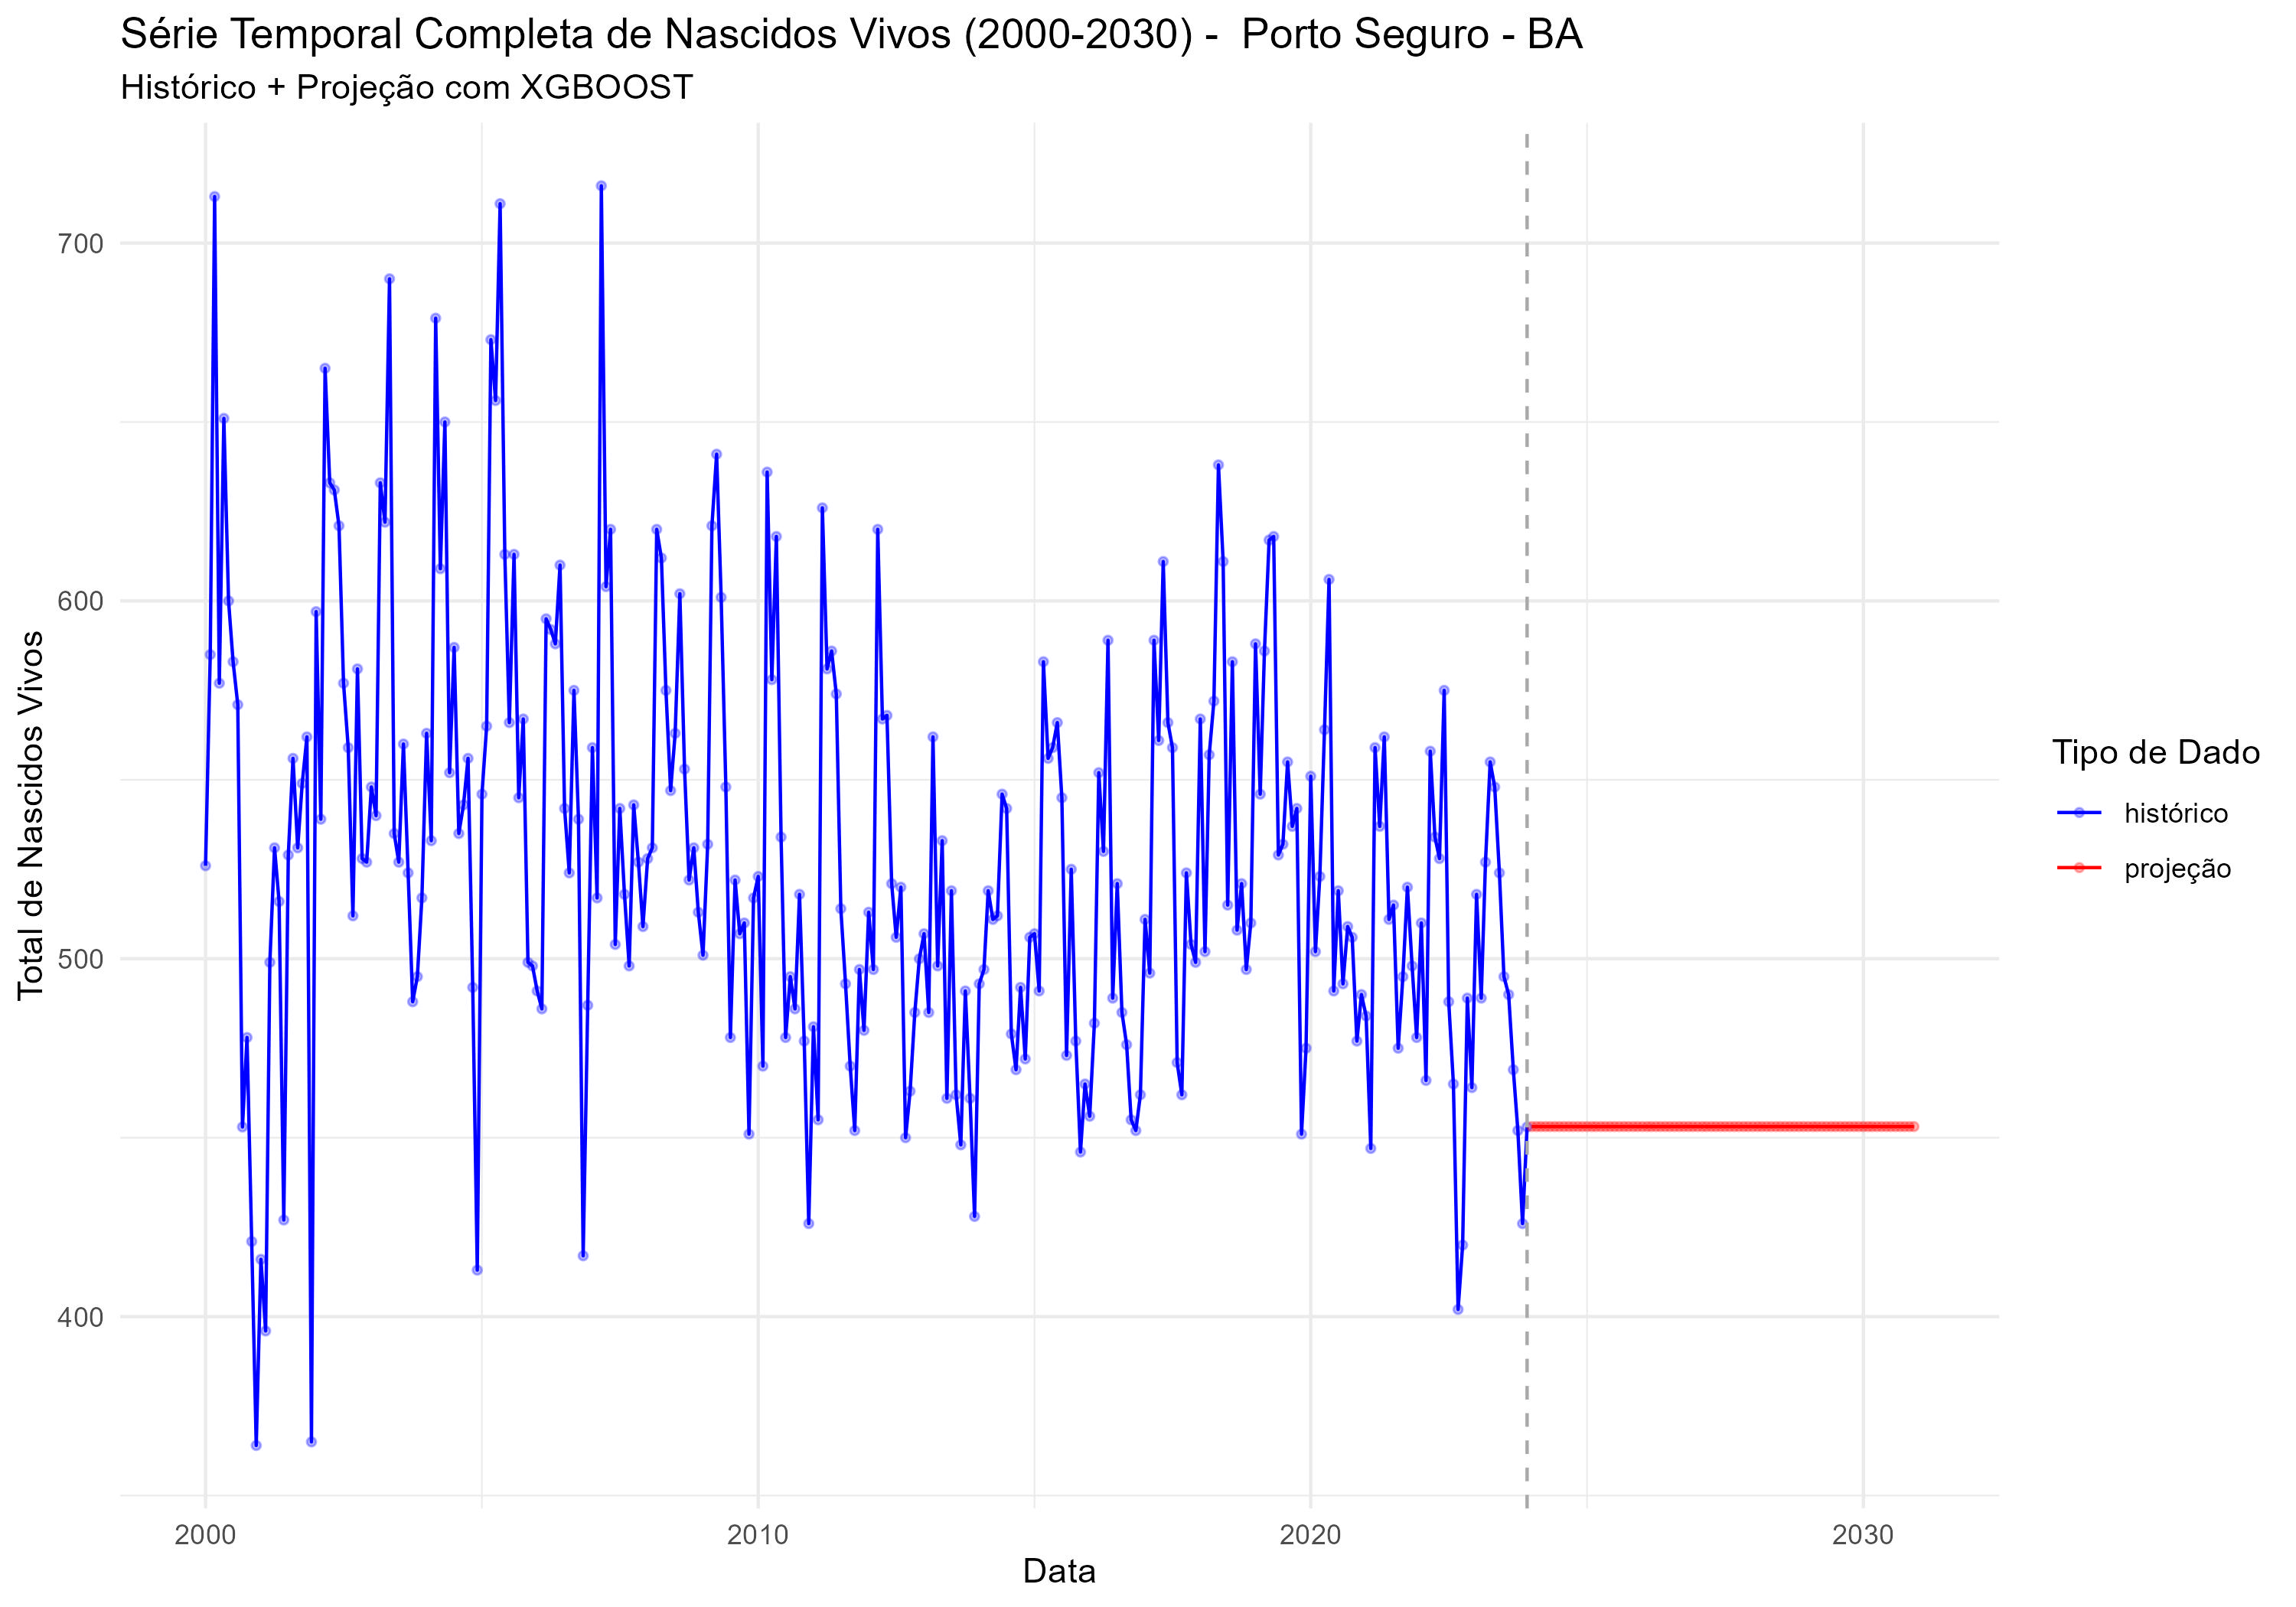 Série Temporal Completa de Nascidos Vivos (2000-2030) -  Porto Seguro - BA
Histórico + Projeção com XGBOOST
Total de Nascidos Vivos
700
600
500
400
2000
2010
2020
2030
Data
Tipo de Dado
histórico
projeção